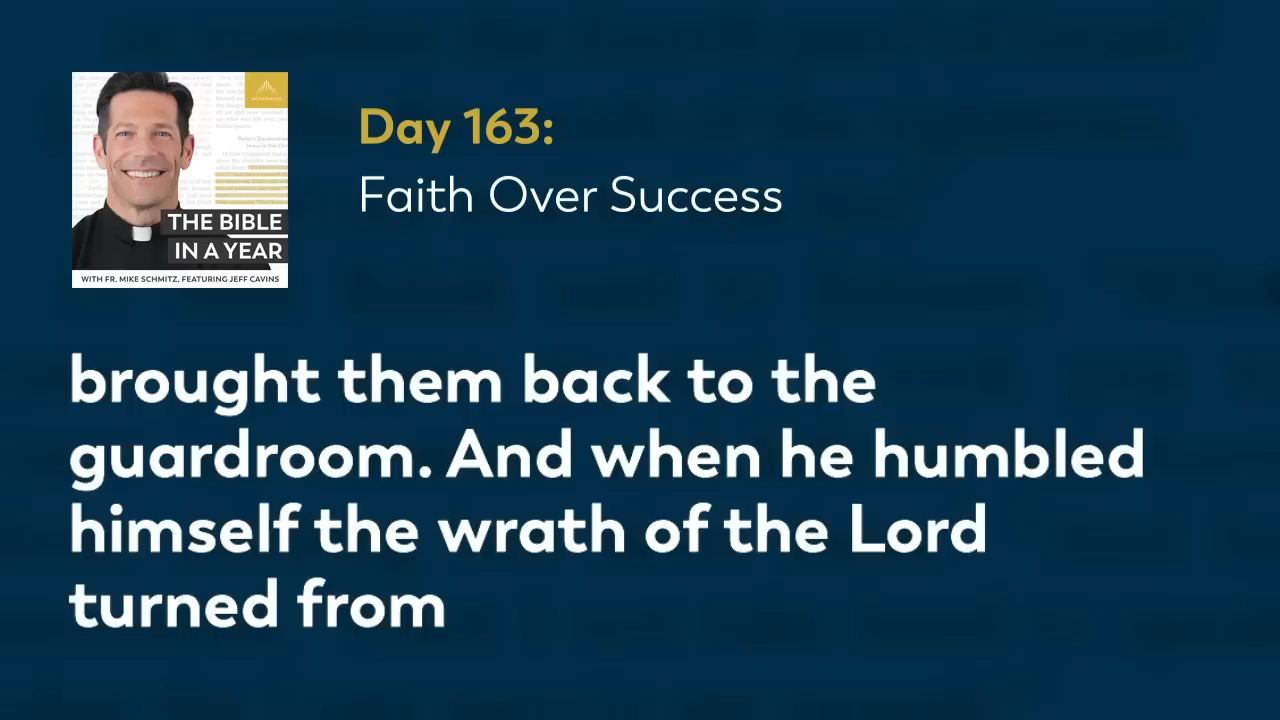 Day 163:
Faith Over Success
THE BIBLE
IN A YEAR
WITH FR. MIKE SCHMITZ, FEATURING JEFF CAVINS
brought them back to the
guardroom. And when he humbled
himself the wrath of the Lord
turned from